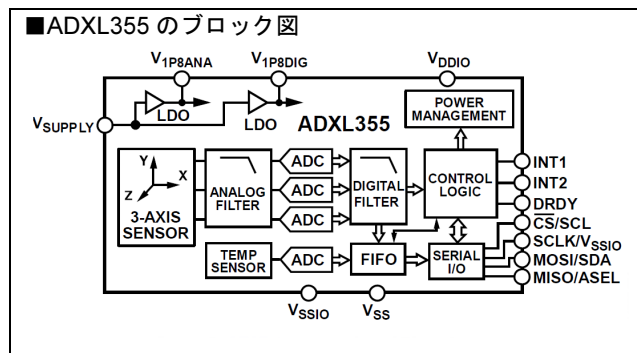 ■ADXL355 のブロック図
V1P8ANA
V1P8DIG
VDDIO
VSUPPLY
LDO
LDO
ADXL355
POWER
MANAGEMENT
Y
X
Z
3-AXIS
SENSOR
ANALOG
FILTER
ADC
ADC
ADC
DIGITAL
FILTER
CONTROL
LOGIC
INT1
INT2
DRDY
CS/SCL
SCLK/VSSIO
MOSI/SDA
MISO/ASEL
TEMP
SENSOR
ADC
FIFO
SERIAL
I/O
VSSIO
VSS